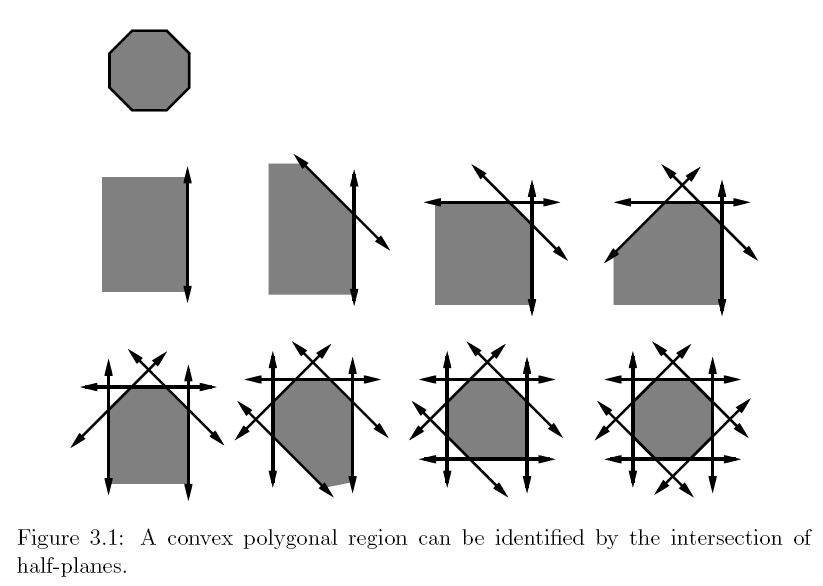 Figure 3.1: A convex polygonal region can be identified by the intersection of
half-planes.